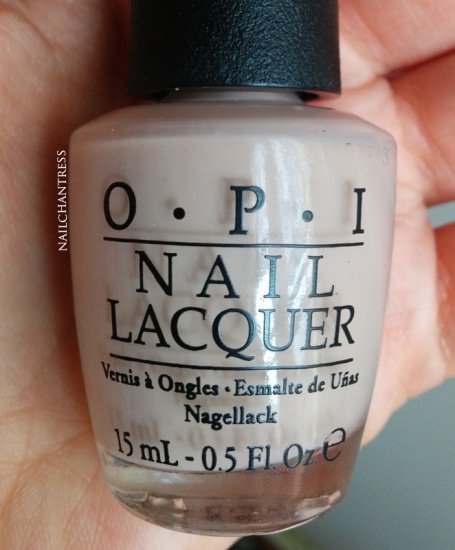 O · P · I
NAIL
LACQUER
Vernis à Ongles · Esmalte de Uñas
Nagellack
15 mL - 0.5 Fl. Oz ℮
NAILCHANTRESS